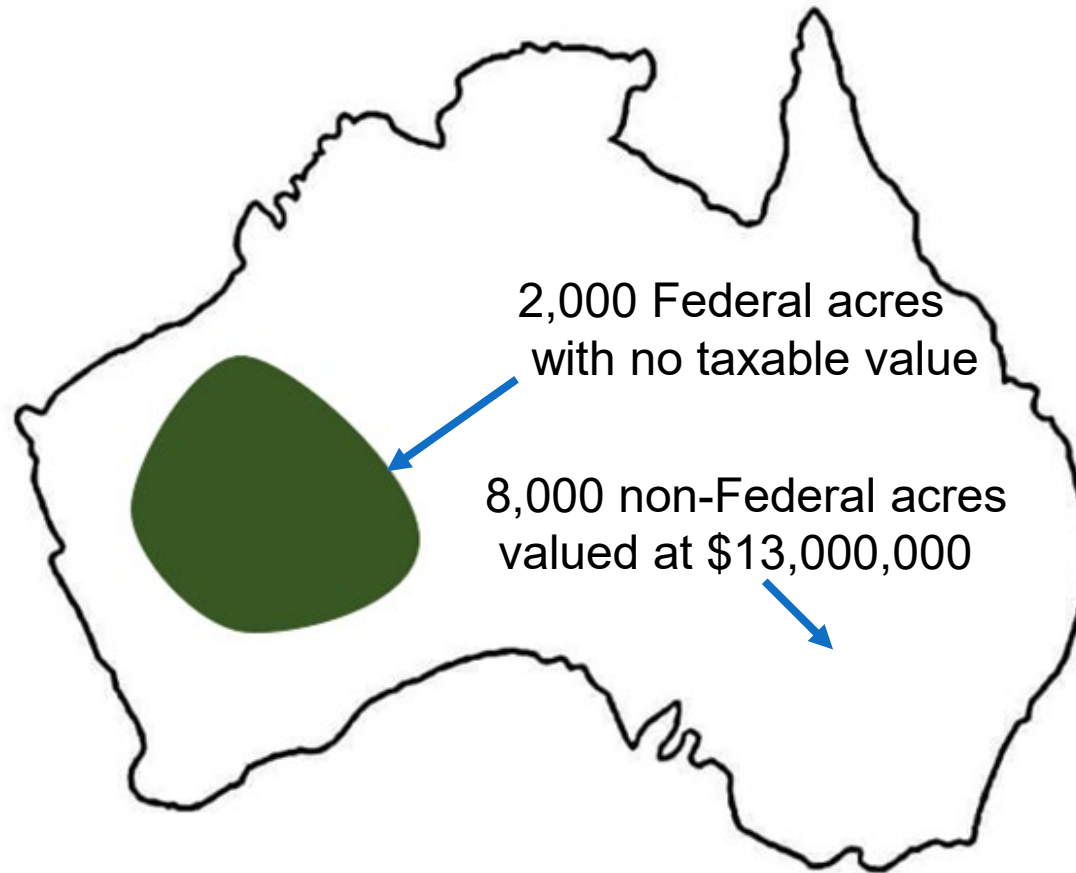 2,000 Federal acres
with no taxable value
8,000 non-Federal acres
valued at $13,000,000